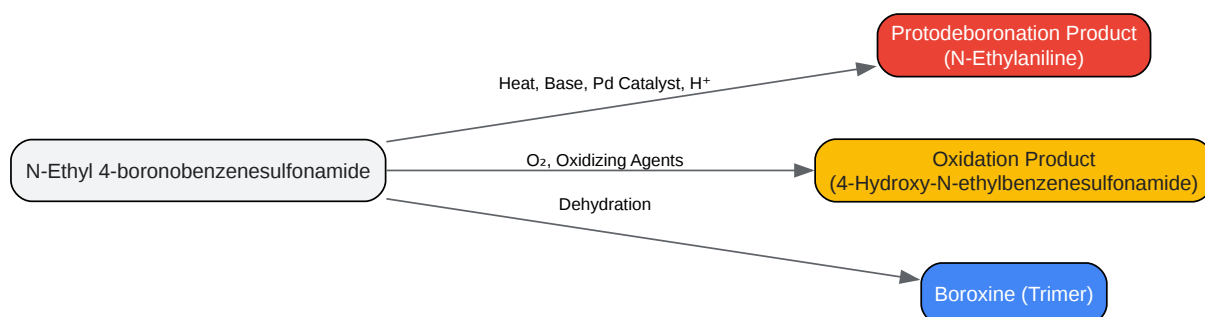 Protodeboronation Product
(N-Ethylaniline)
Heat, Base, Pd Catalyst, H⁺
N-Ethyl 4-boronobenzenesulfonamide
O₂, Oxidizing Agents
Oxidation Product
(4-Hydroxy-N-ethylbenzenesulfonamide)
Dehydration
Boroxine (Trimer)